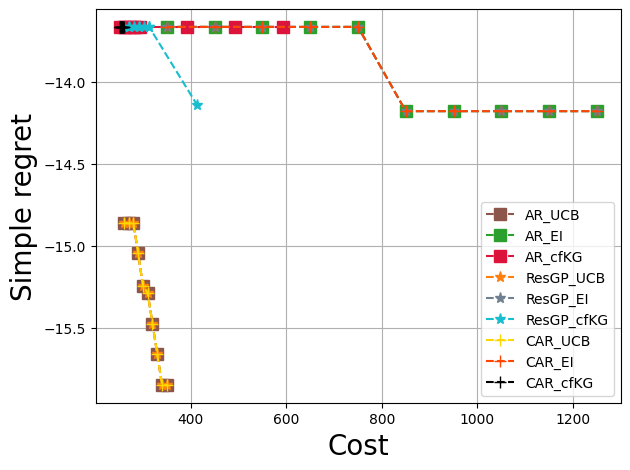 Simple regret
−14.0
−14.5
−15.0
−15.5
AR_UCB
AR_EI
AR_cfKG
ResGP_UCB
ResGP_EI
ResGP_cfKG
CAR_UCB
CAR_EI
CAR_cfKG
400 600 800 1000 1200
Cost